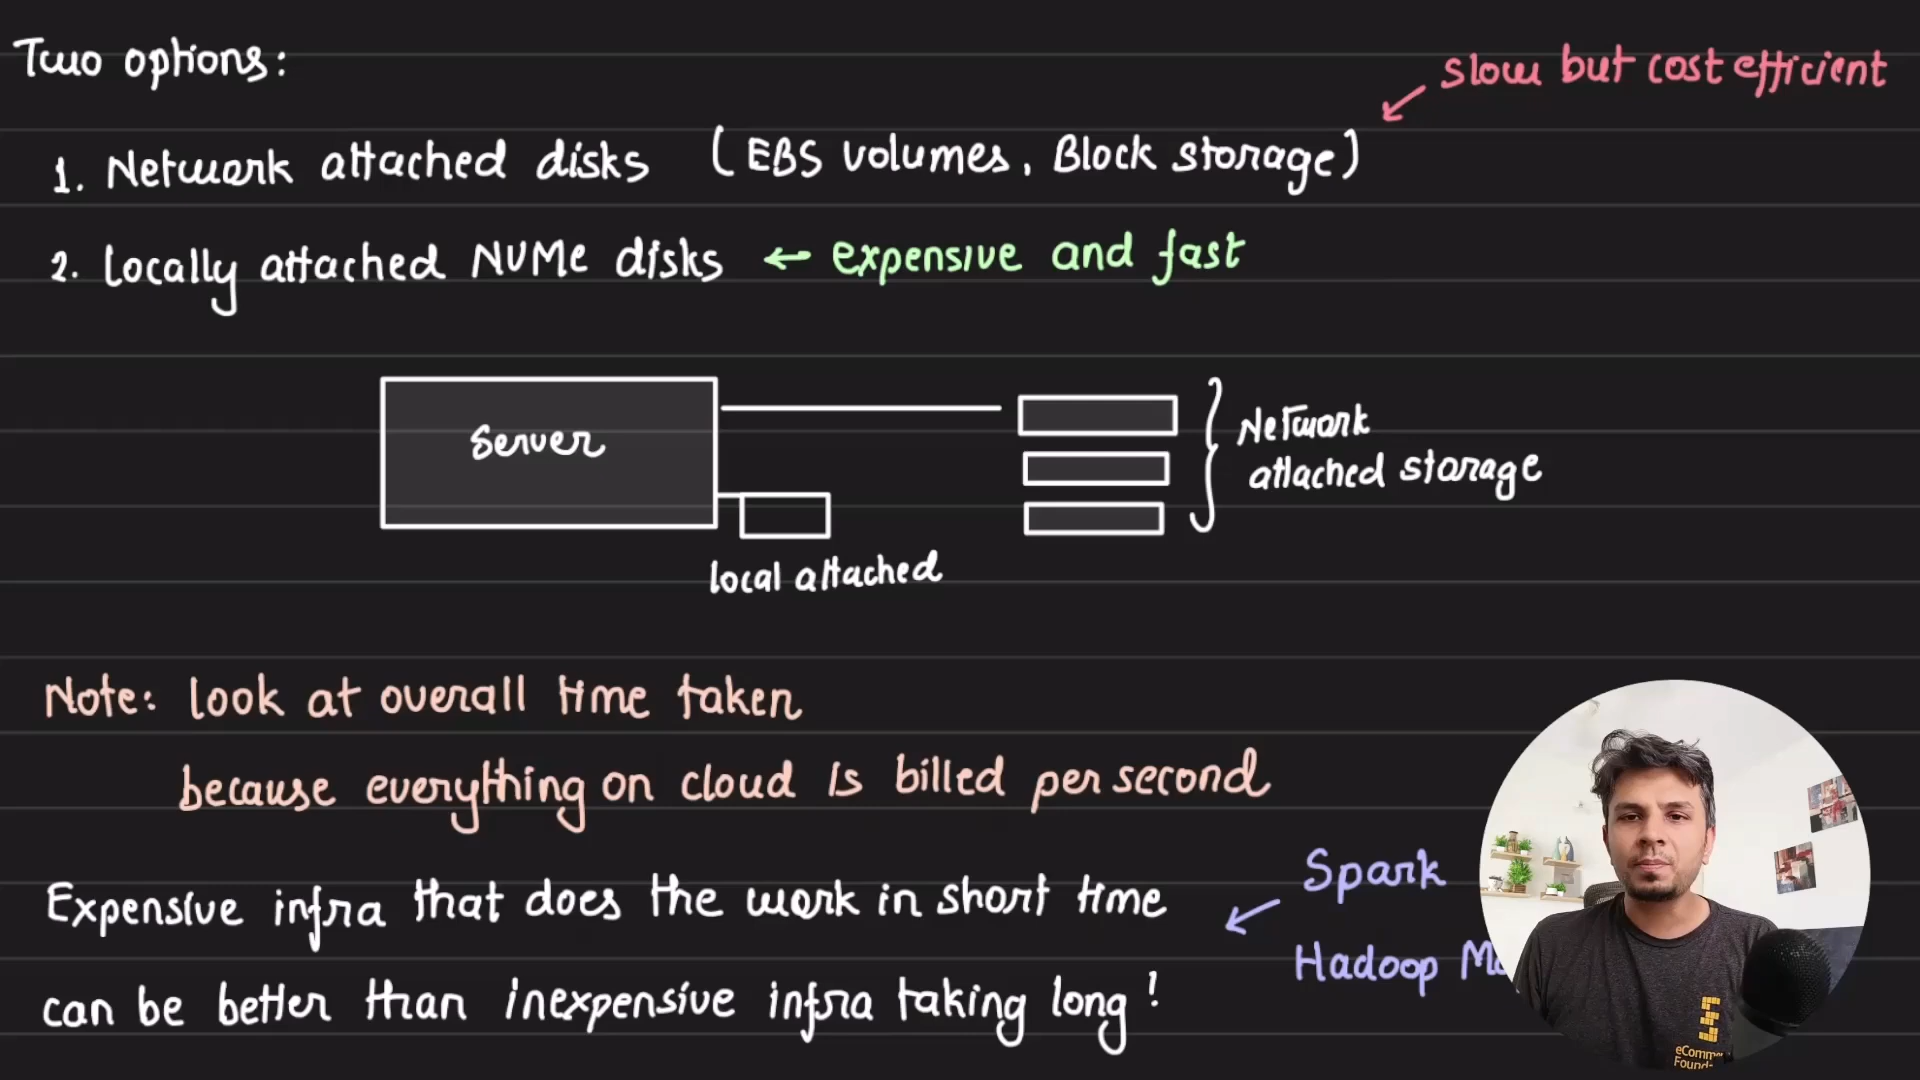 Two options:
slow but cost efficient
1. Network attached disks (EBS volumes, Block storage)
2. locally attached NVMe disks ← expensive and fast
Server
Network
attached storage
local attached
Note: look at overall time taken
because everything on cloud is billed per second
Expensive infra that does the work in short time
can be better than inexpensive infra taking long!
Spark
Hadoop